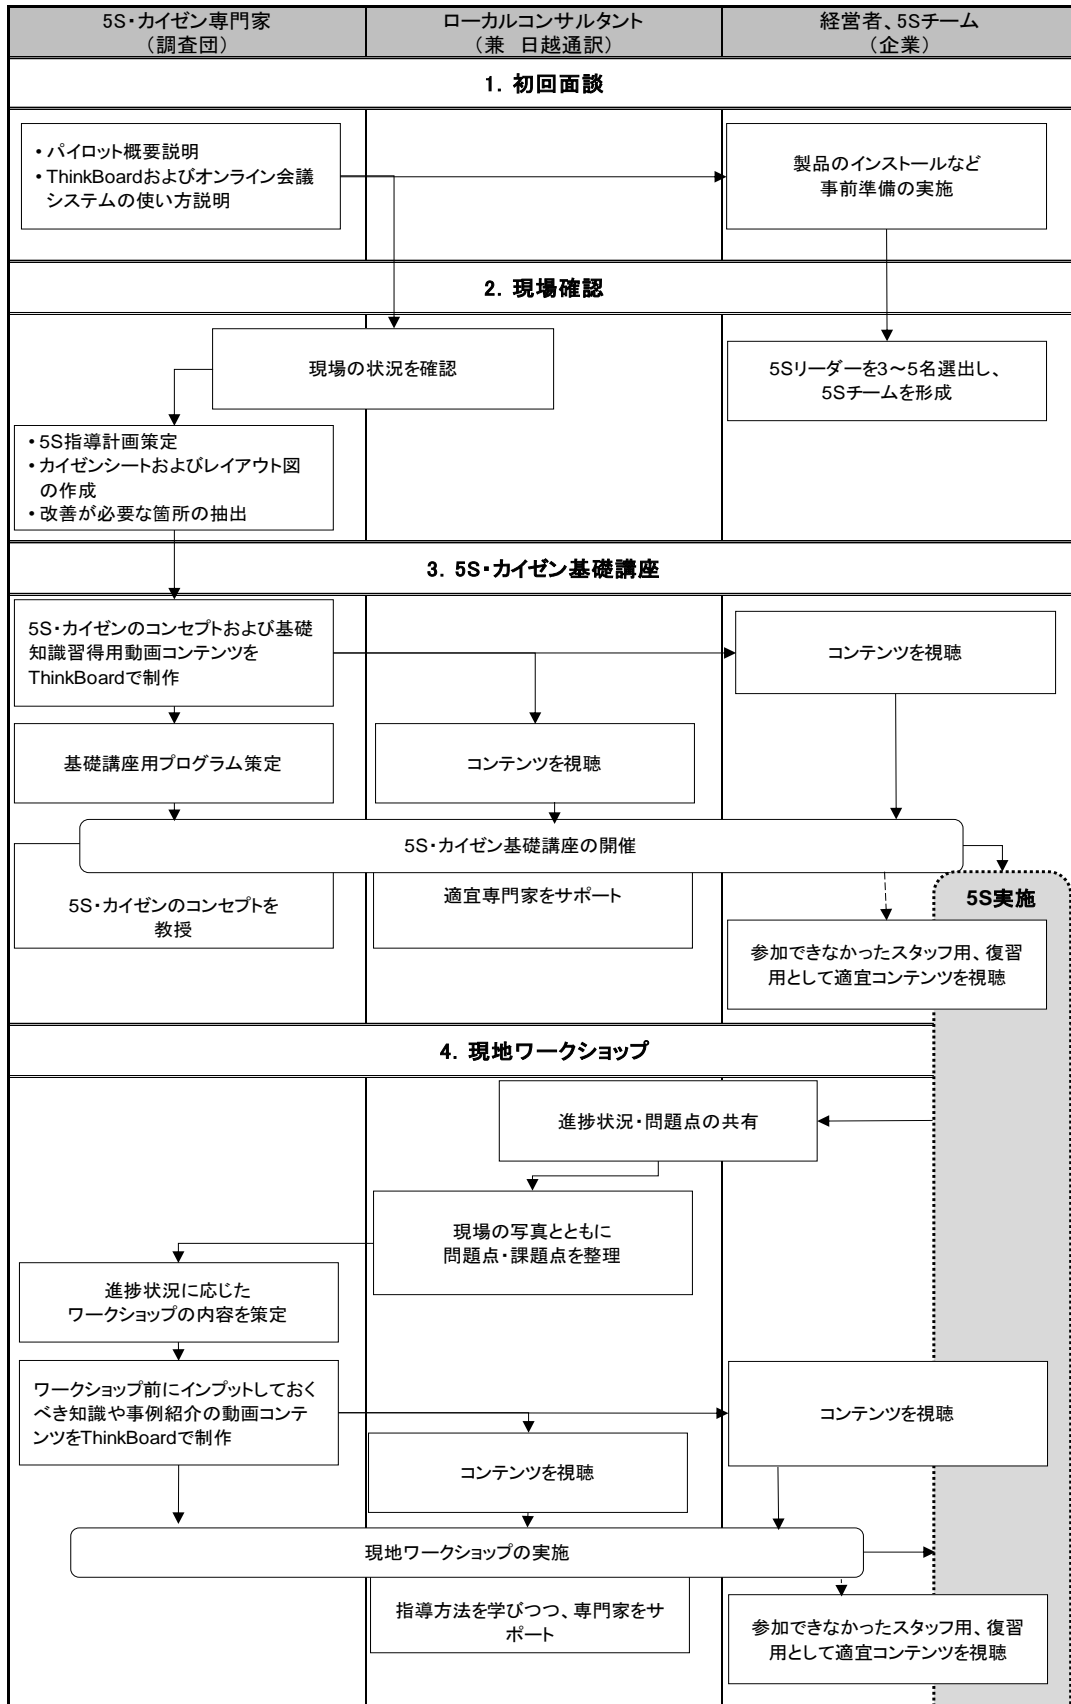 5S・カイゼン専門家
（調査団）
ローカルコンサルタント
（兼　日越通訳）
経営者、5Sチーム
（企業）
1．初回面談
• パイロット概要説明
• ThinkBoardおよびオンライン会議
システムの使い方説明
製品のインストールなど
事前準備の実施
2．現場確認
現場の状況を確認
5Sリーダーを3～5名選出し、
5Sチームを形成
• 5S指導計画策定
• カイゼンシートおよびレイアウト図
の作成
• 改善が必要な箇所の抽出
3．5S・カイゼン基礎講座
5S・カイゼンのコンセプトおよび基礎
知識習得用動画コンテンツを
ThinkBoardで制作
コンテンツを視聴
基礎講座用プログラム策定
コンテンツを視聴
5S・カイゼン基礎講座の開催
5S・カイゼンのコンセプトを
教授
適宜専門家をサポート
5S実施
参加できなかったスタッフ用、復習
用として適宜コンテンツを視聴
4．現地ワークショップ
進捗状況・問題点の共有
現場の写真とともに
問題点・課題点を整理
進捗状況に応じた
ワークショップの内容を策定
ワークショップ前にインプットしておく
べき知識や事例紹介の動画コンテ
ンツをThinkBoardで制作
コンテンツを視聴
コンテンツを視聴
現地ワークショップの実施
指導方法を学びつつ、専門家をサ
ポート
参加できなかったスタッフ用、復習
用として適宜コンテンツを視聴